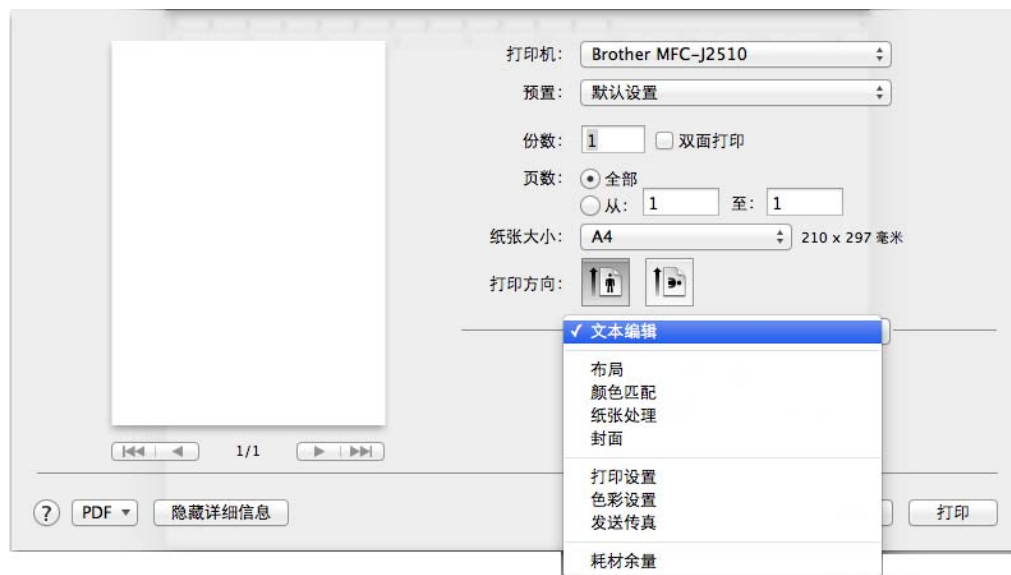 打印机: Brother MFC-J2510
预置: 默认设置
份数: 1 双面打印
页数: 全部
从: 1 至: 1
纸张大小: A4 210 x 297 毫米
打印方向:
✓ 文本编辑
布局
颜色匹配
纸张处理
封面
打印设置
色彩设置
发送传真
耗材余量
1/1
? PDF 隐藏详细信息 打印